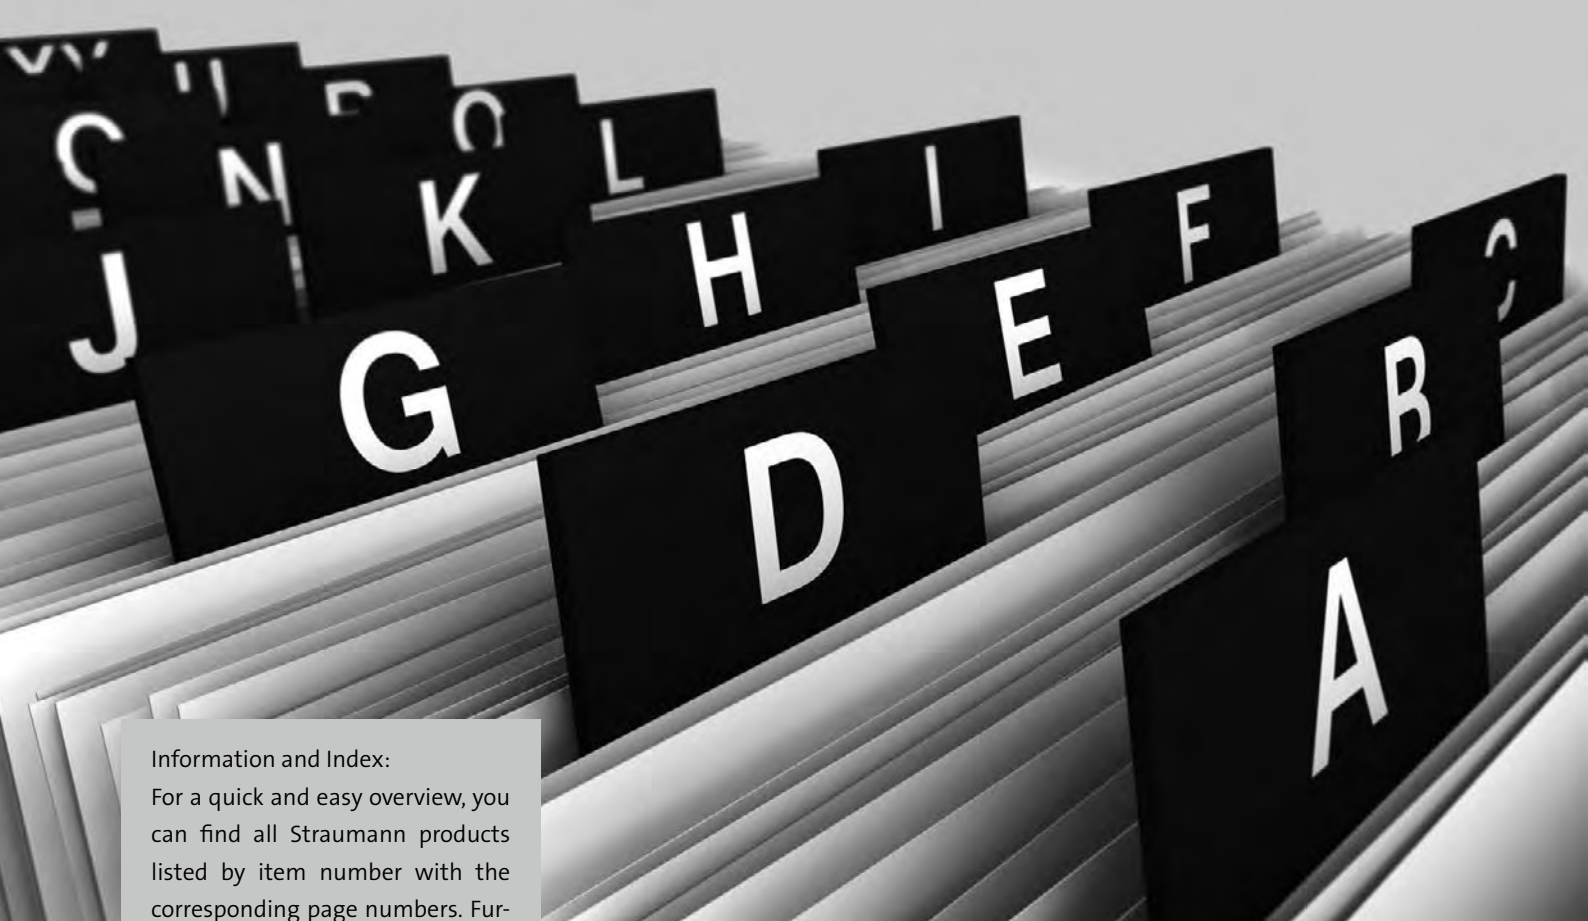 L
I
K
N
H
F
J
E
G
B
D
A
Information and Index:
For a quick and easy overview, you
can find all Straumann products
listed by item number with the
corresponding page numbers. Fur-